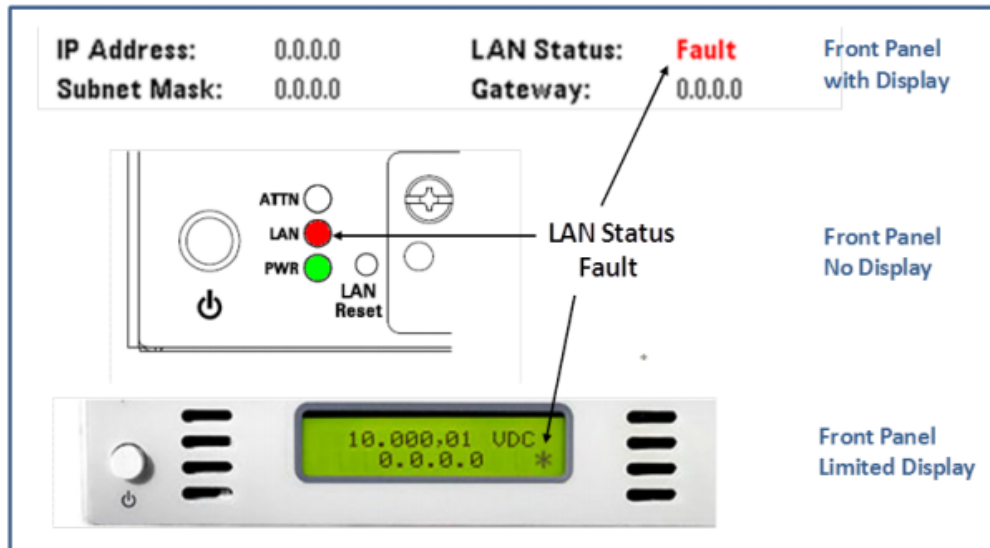 IP Address: 0.0.0.0 LAN Status: Fault
Subnet Mask: 0.0.0.0 Gateway: 0.0.0.0
Front Panel
with Display
ATTN
LAN
PWR
LAN
Reset
LAN Status
Fault
Front Panel
No Display
10.000,01 VDC
0.0.0.0 *
Front Panel
Limited Display